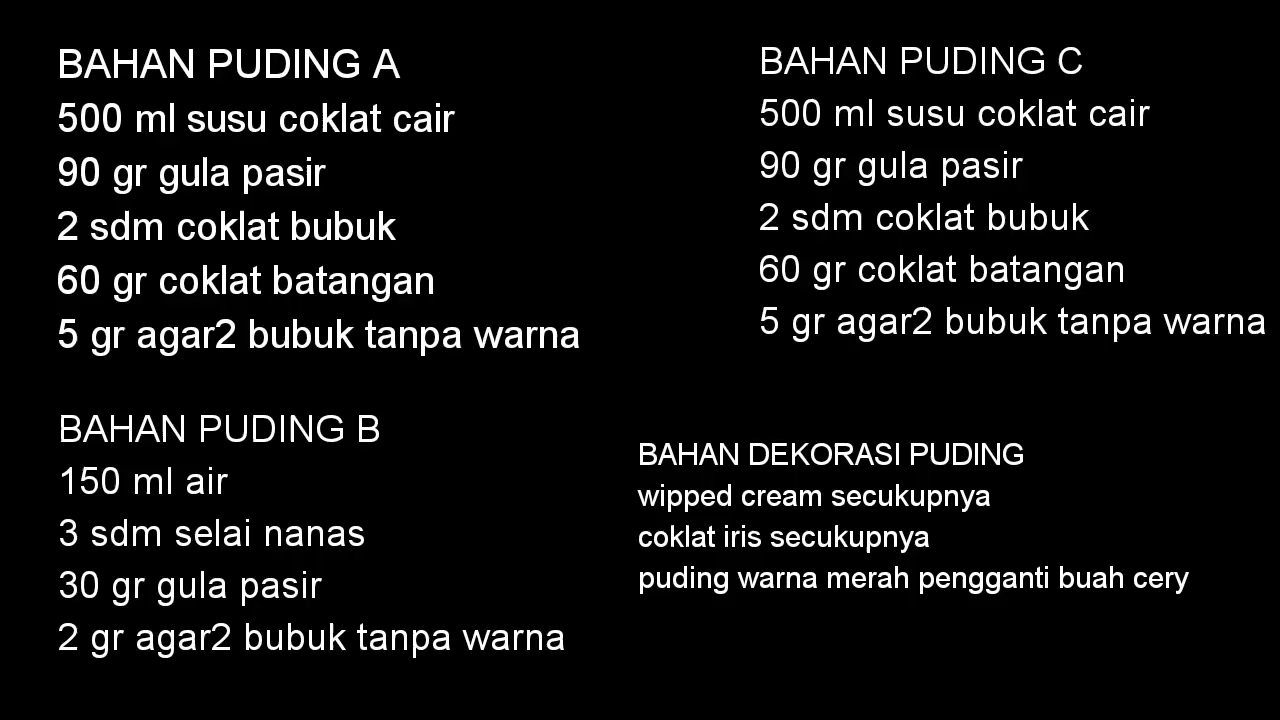 BAHAN PUDING A
500 ml susu coklat cair
90 gr gula pasir
2 sdm coklat bubuk
60 gr coklat batangan
5 gr agar2 bubuk tanpa warna
BAHAN PUDING B
150 ml air
3 sdm selai nanas
30 gr gula pasir
2 gr agar2 bubuk tanpa warna
BAHAN PUDING C
500 ml susu coklat cair
90 gr gula pasir
2 sdm coklat bubuk
60 gr coklat batangan
5 gr agar2 bubuk tanpa warna
BAHAN DEKORASI PUDING
wipped cream secukupnya
coklat iris secukupnya
puding warna merah pengganti buah cery